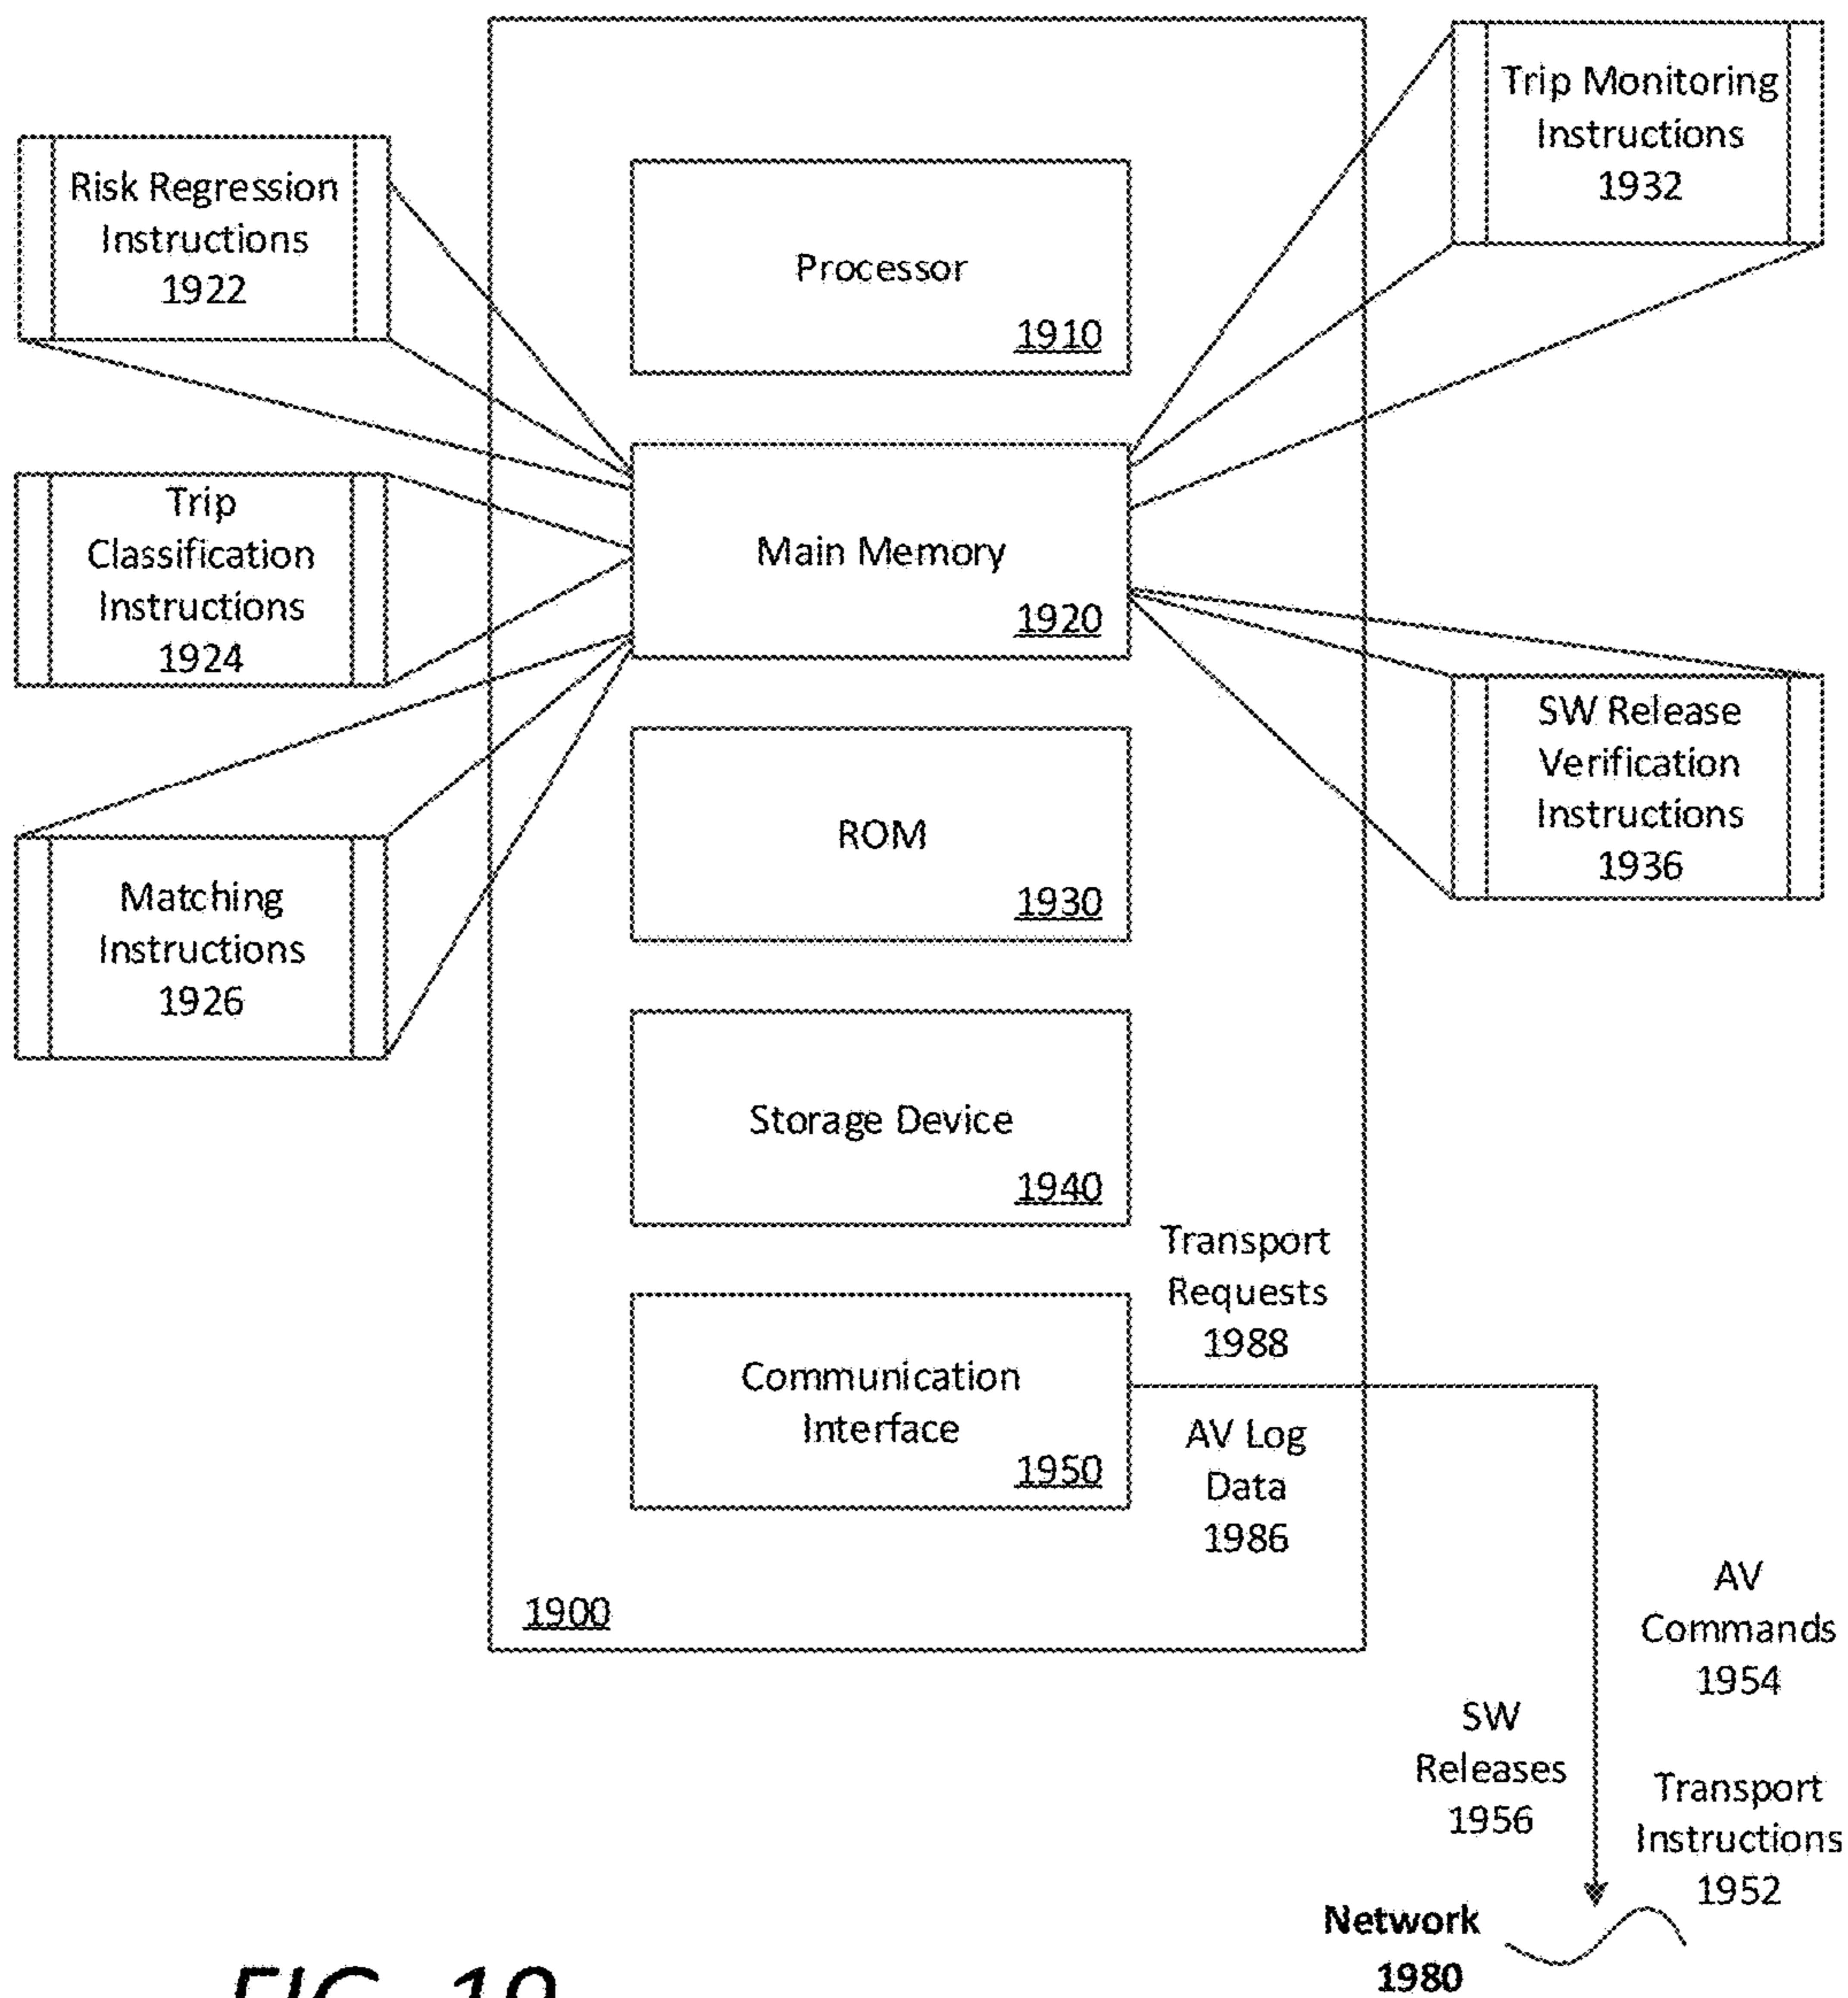 Trip Monitoring
Instructions
1932
Risk Regression
Instructions
1922
Processor
1910
Trip
Classification
Instructions
1924
Main Memory
1920
SW Release
Verification
Instructions
1936
Matching
Instructions
1926
ROM
1930
Storage Device
1940
Transport
Requests
1988
Communication
Interface
1950
AV Log
Data
1986
1900
AV
Commands
1954
SW
Releases
1956
Transport
Instructions
1952
Network
1980
FIG. 19